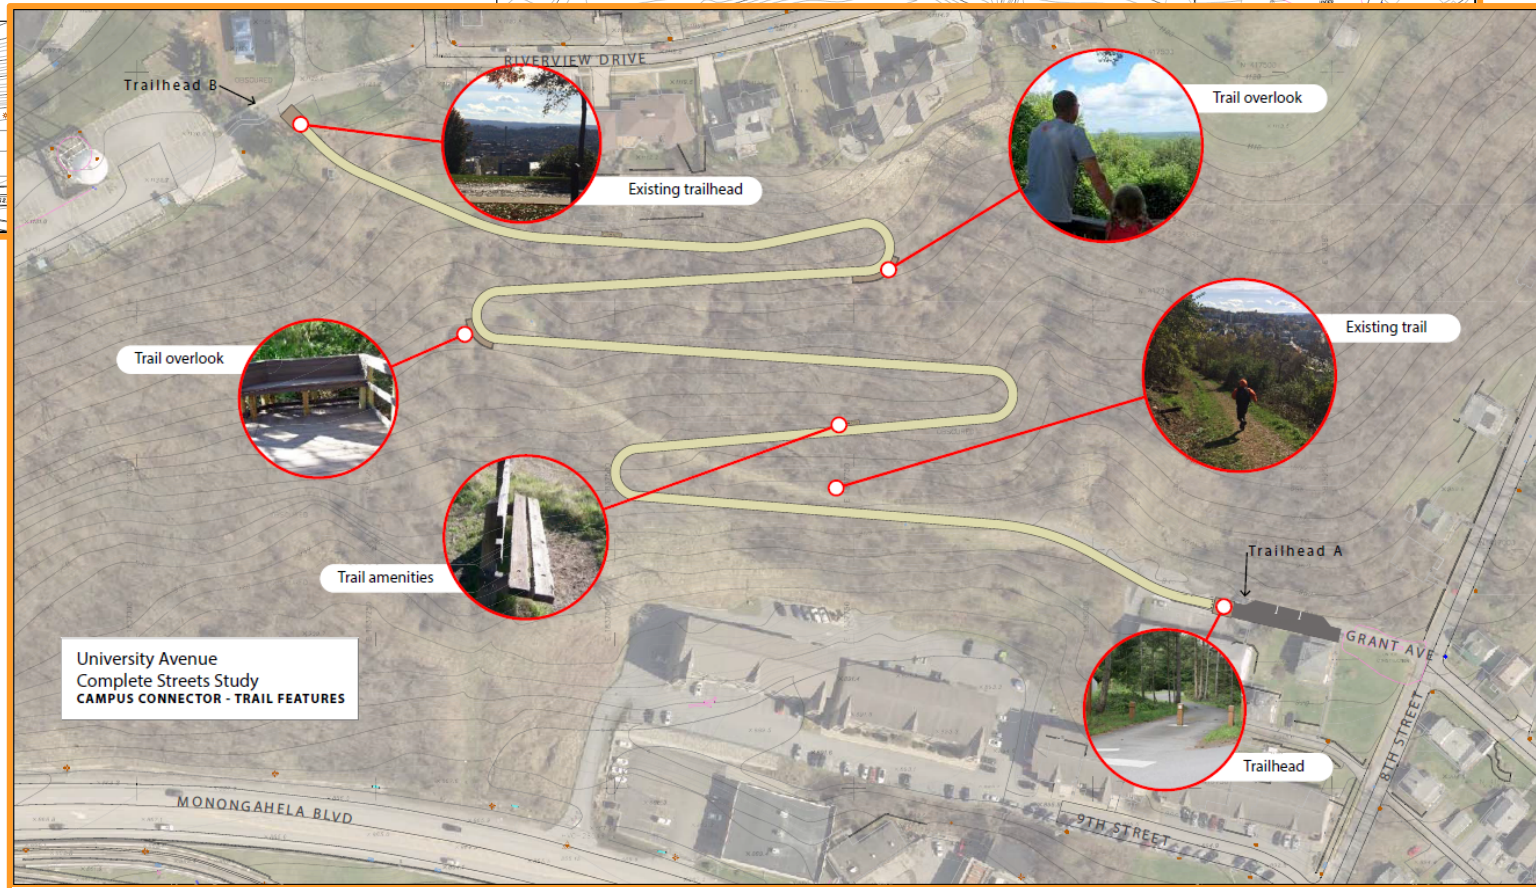 RIVERVIEW DRIVE
Trailhead B
Trail overlook
Existing trailhead
Existing trail
Trail overlook
Trail amenities
Trailhead A
GRANT AVE
University Avenue
Complete Streets Study
CAMPUS CONNECTOR - TRAIL FEATURES
8TH STREET
Trailhead
MONONGAHELA BLVD
9TH STREET